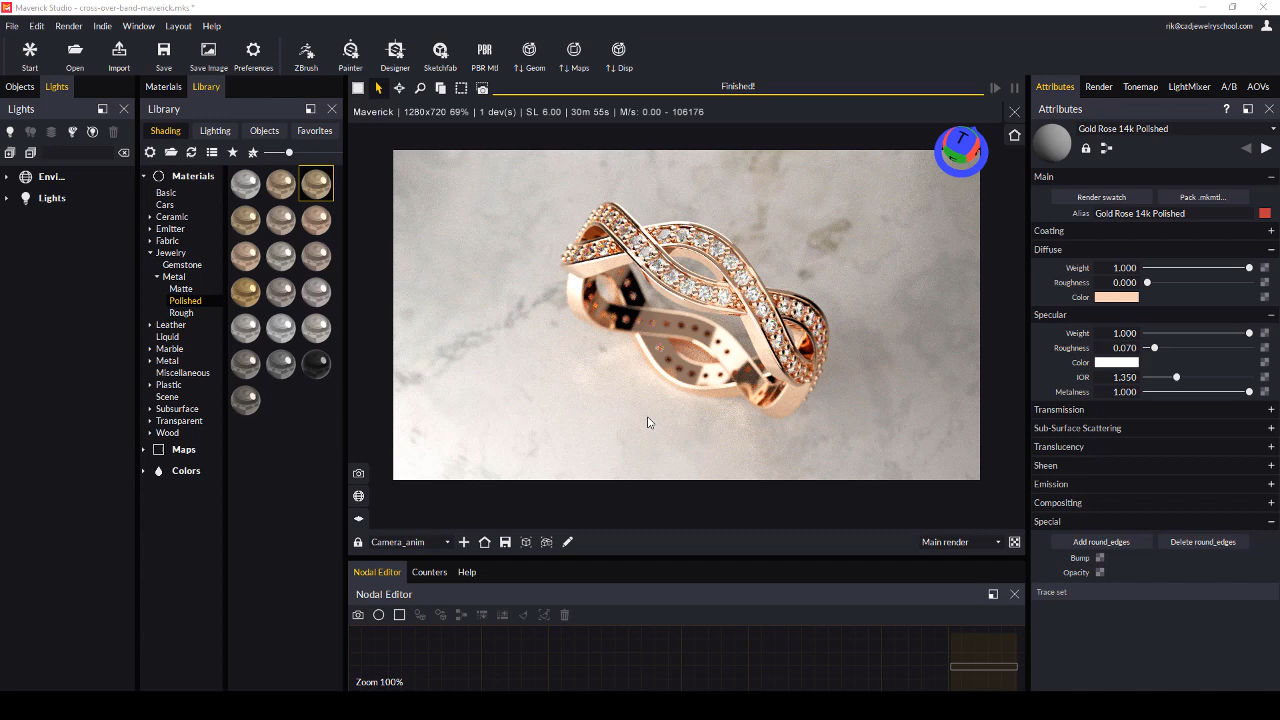 Maverick Studio - cross-over-band-maverick.mks *
File Edit Render Indie Window Layout Help
rik@cadjewelryschool.com
Start Open Import Save Save Image Preferences ZBrush Painter Designer Sketchfab PBR Mtl ↑↓ Geom ↑↓ Maps ↑↓ Disp
PBR
Objects Lights
Lights
Envi...
Lights
Materials Library
Library
Shading Lighting Objects Favorites
Materials
Basic
Cars
Ceramic
Emitter
Fabric
Jewelry
Gemstone
Metal
Matte
Polished
Rough
Leather
Liquid
Marble
Metal
Miscellaneous
Plastic
Scene
Subsurface
Transparent
Wood
Maps
Colors
Finished!
Maverick | 1280x720 69% | 1 dev(s) | SL 6.00 | 30m 55s | M/s: 0.00 - 106176
T
Camera_anim
Main render
Nodal Editor Counters Help
Nodal Editor
Zoom 100%
Attributes Render Tonemap LightMixer A/B AOVs
Attributes ?
Gold Rose 14k Polished
Main
Render swatch Pack .mkmtl...
Alias Gold Rose 14k Polished
Coating
Diffuse
Weight 1.000
Roughness 0.000
Color
Specular
Weight 1.000
Roughness 0.070
Color
IOR 1.350
Metalness 1.000
Transmission
Sub-Surface Scattering
Translucency
Sheen
Emission
Compositing
Special
Add round_edges Delete round_edges
Bump
Opacity
Trace set